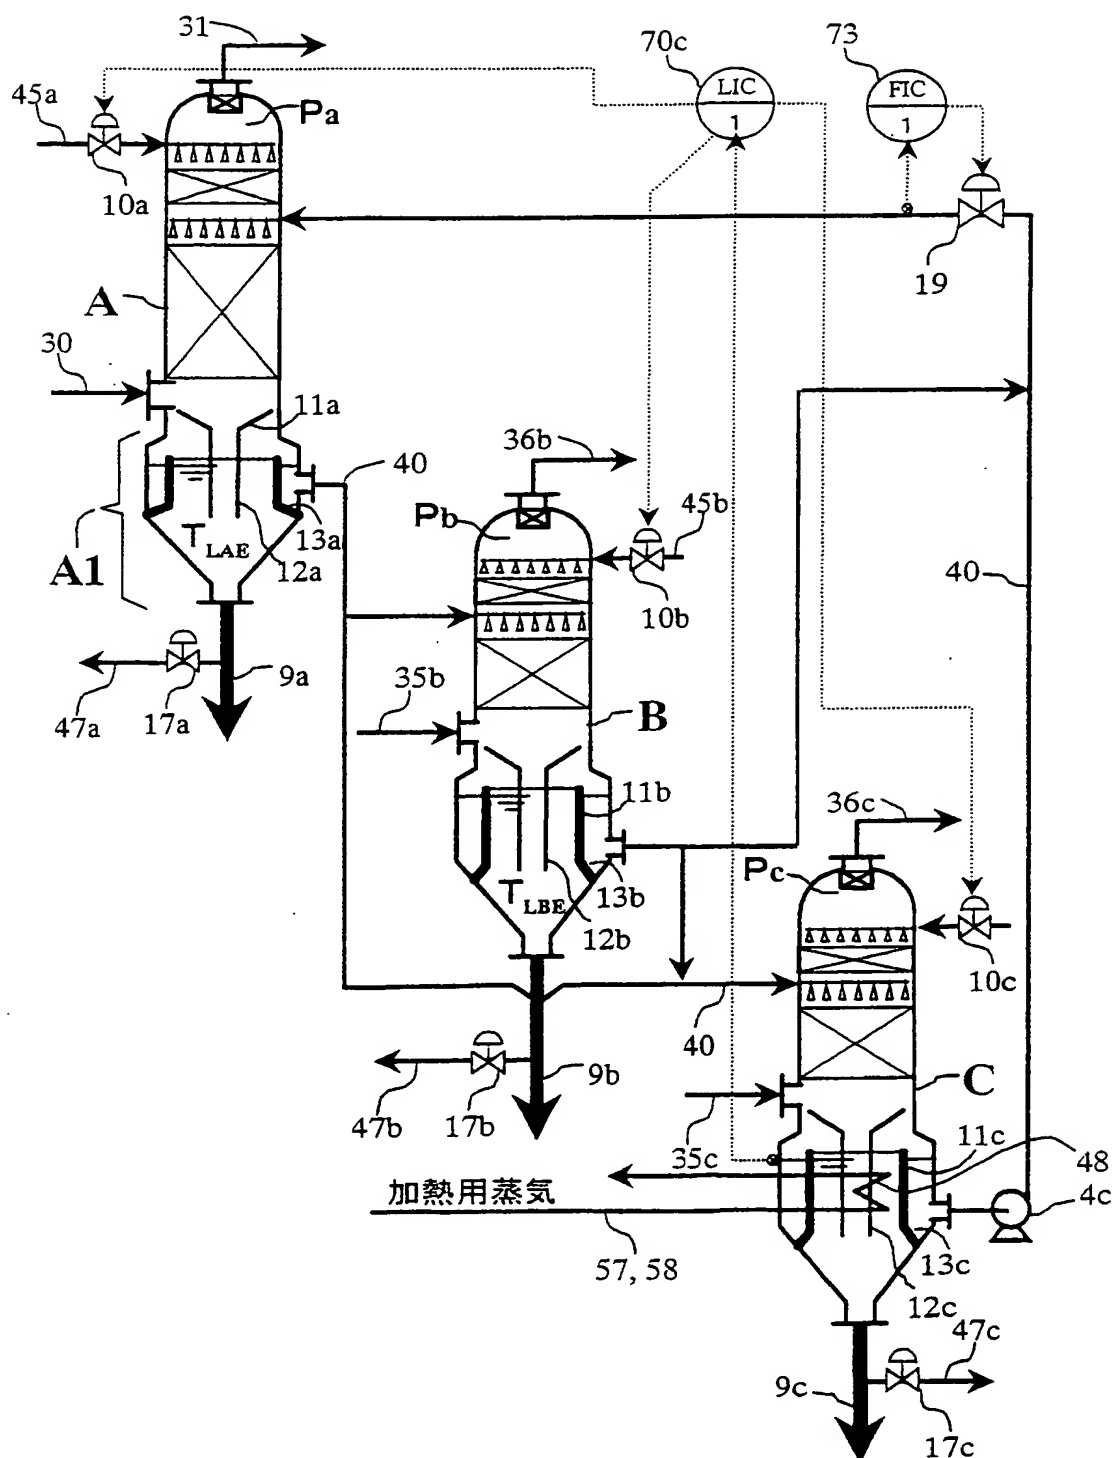 31
70c
73
45a
LIC
1
FIC
1
Pa
10a
19
A
30
11a
36b
40
Pb
45b
A1
TLAE
13a
12a
10b
40
9a
35b
47a
17a
B
11b
36c
Pc
TLBE
13b
12b
10c
40
9b
C
47b
17b
35c
11c
48
加熱用蒸気
4c
57, 58
13c
12c
47c
9c
17c